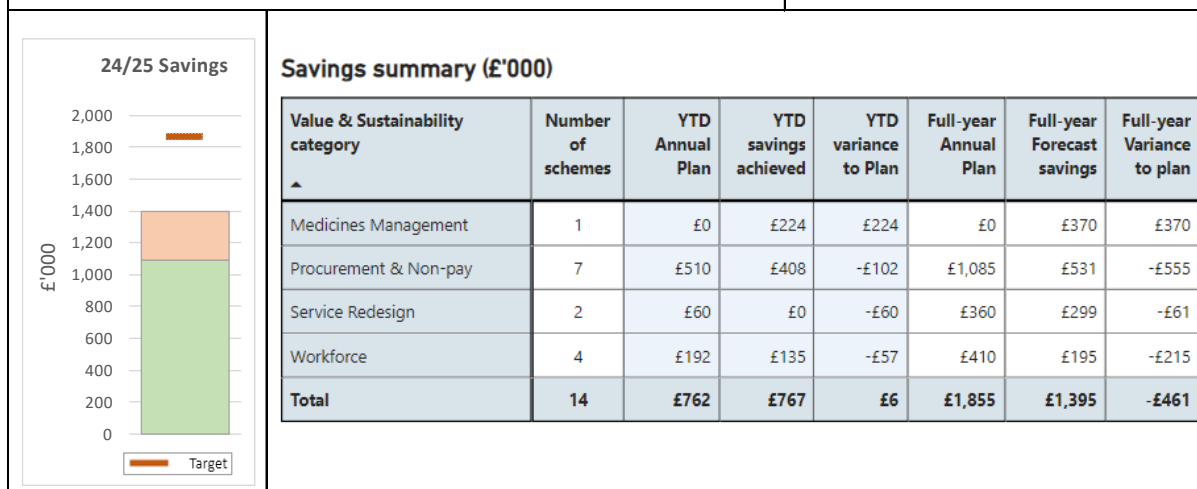 24/25 Savings
2,000
1,800
1,600
1,400
1,200
1,000
800
600
400
200
0
£'000
Target
Savings summary (£'000)
Value & Sustainability category Number of schemes YTD Annual Plan YTD savings achieved YTD variance to Plan Full-year Annual Plan Full-year Forecast savings Full-year Variance to plan
Medicines Management 1 £0 £224 £224 £0 £370 £370
Procurement & Non-pay 7 £510 £408 -£102 £1,085 £531 -£555
Service Redesign 2 £60 £0 -£60 £360 £299 -£61
Workforce 4 £192 £135 -£57 £410 £195 -£215
Total 14 £762 £767 £6 £1,855 £1,395 -£461